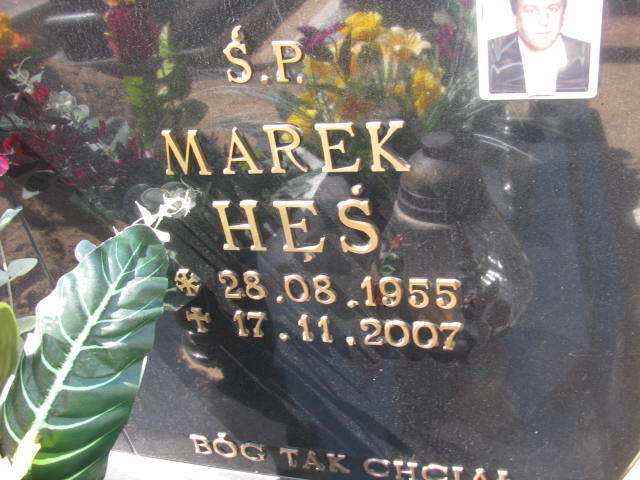 Ś.P.
MAREK
HĘŚ
* 28.08.1955
✝ 17.11.2007
BÓG TAK CHCIAŁ